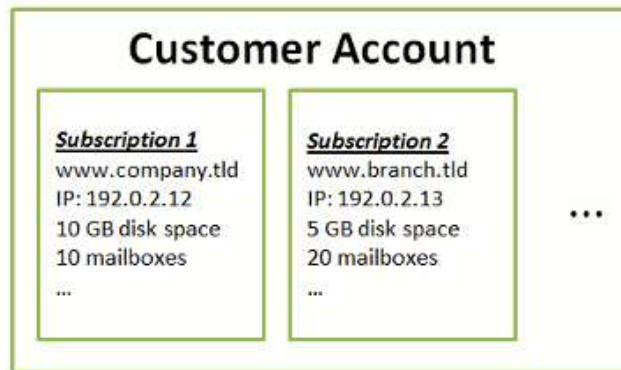 Customer Account
Subscription 1
www.company.tld
IP: 192.0.2.12
10 GB disk space
10 mailboxes
...
Subscription 2
www.branch.tld
IP: 192.0.2.13
5 GB disk space
20 mailboxes
...
...